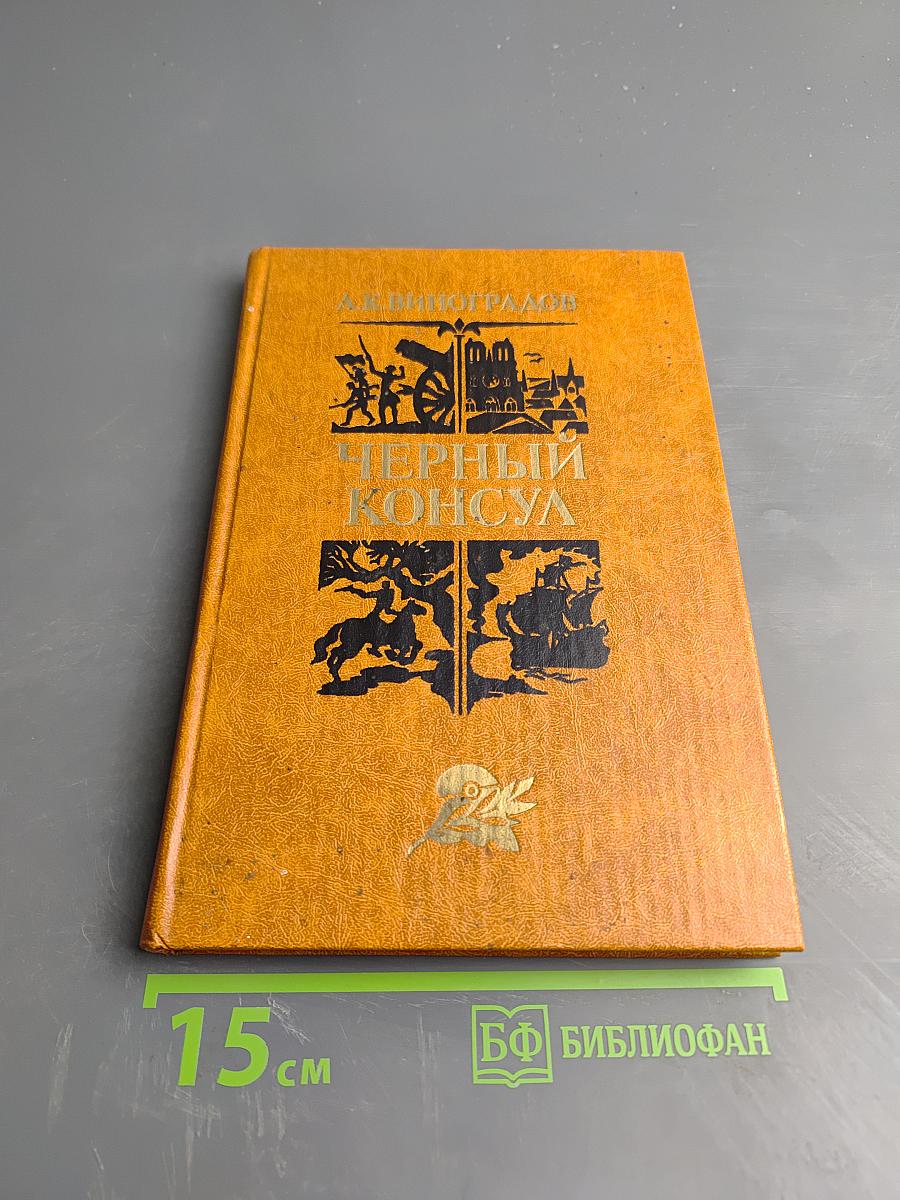 А.К.ВИНОГРАДОВ
ЧЕРНЫЙ
КОНСУЛ
15 см
БФ БИБЛИОФАН